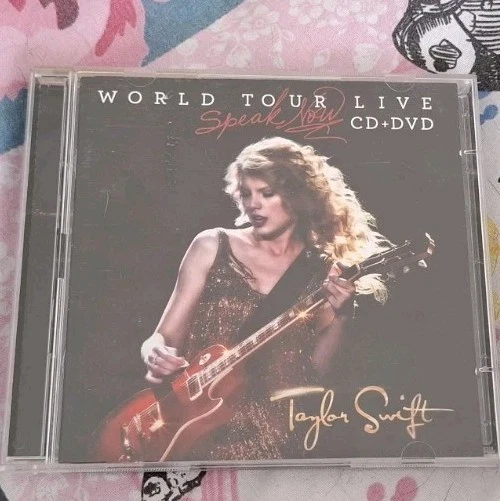 WORLD TOUR LIVE
Speak Now CD+DVD
Taylor Swift